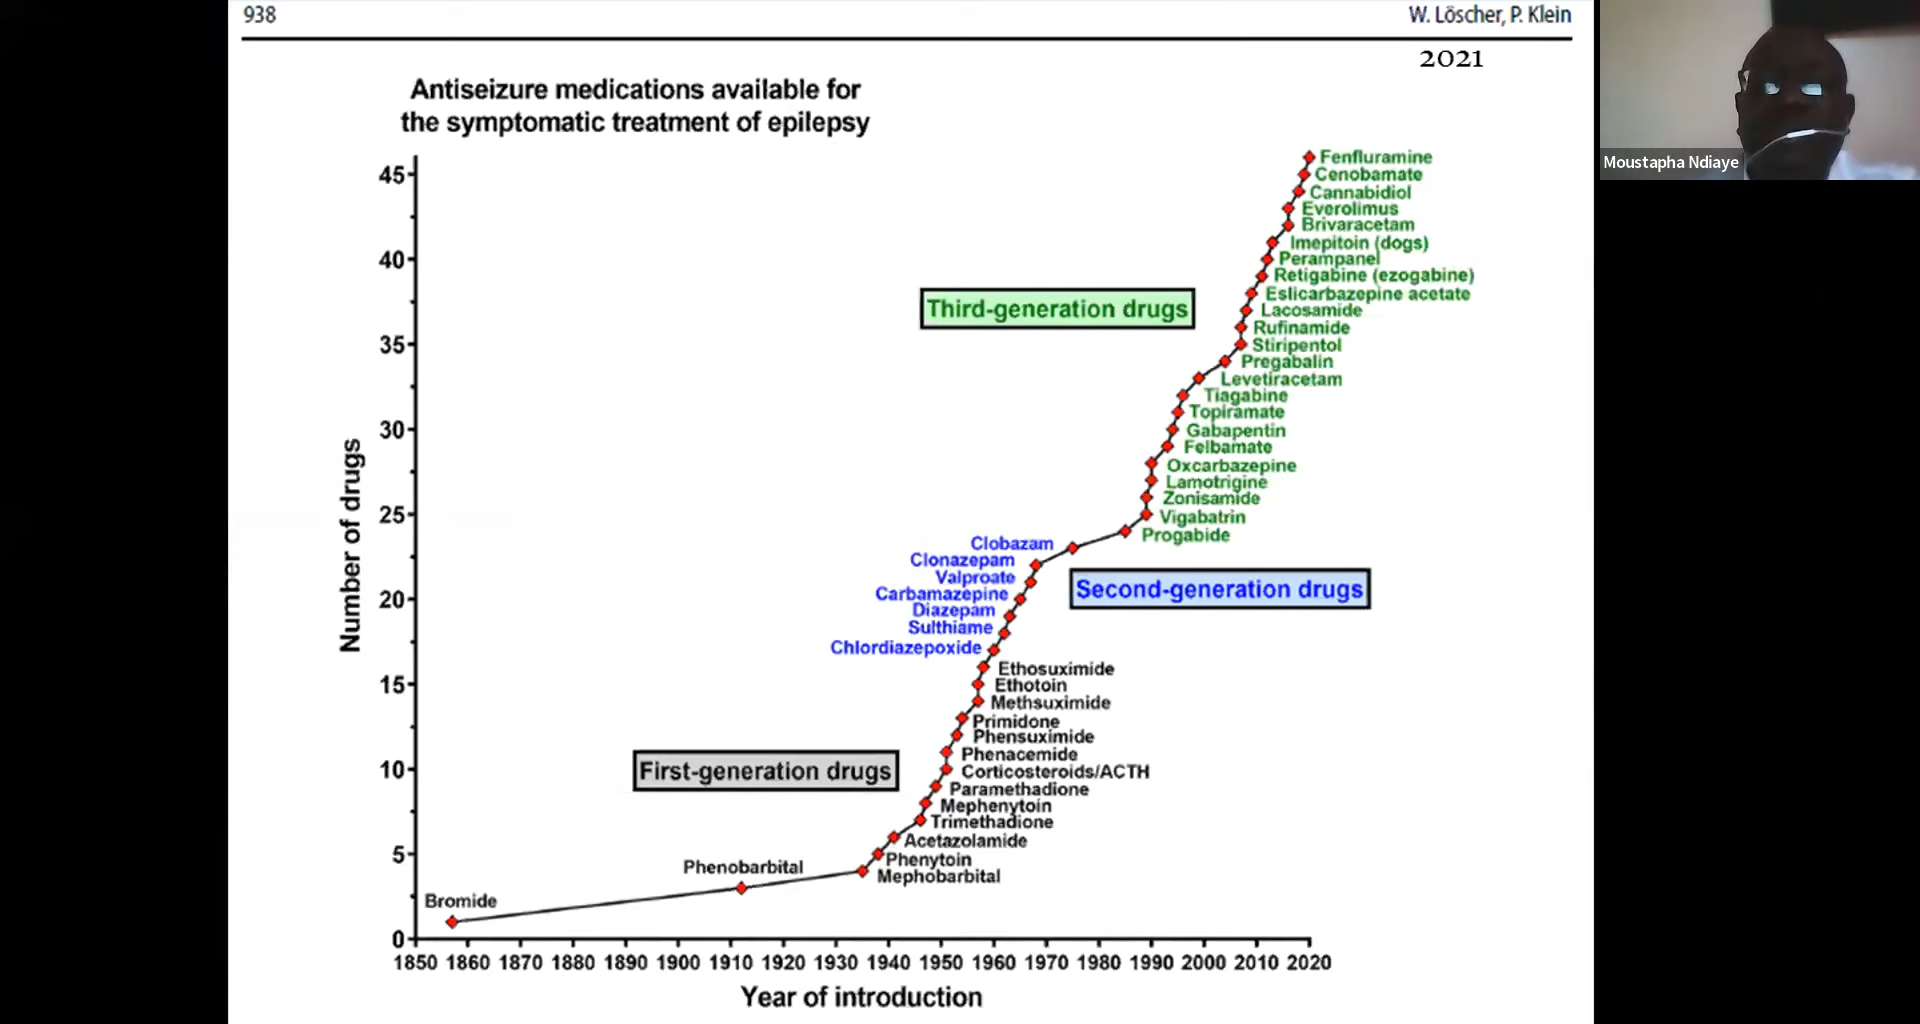 938
W. Löscher, P. Klein
2021
Antiseizure medications available for
the symptomatic treatment of epilepsy
Moustapha Ndiaye
Number of drugs
45
40
35
30
25
20
15
10
5
0
Fenfluramine
Cenobamate
Cannabidiol
Everolimus
Brivaracetam
Imepitoin (dogs)
Perampanel
Retigabine (ezogabine)
Eslicarbazepine acetate
Lacosamide
Rufinamide
Stiripentol
Pregabalin
Levetiracetam
Tiagabine
Topiramate
Gabapentin
Felbamate
Oxcarbazepine
Lamotrigine
Zonisamide
Vigabatrin
Progabide
Third-generation drugs
Clobazam
Clonazepam
Valproate
Carbamazepine
Diazepam
Sulthiame
Chlordiazepoxide
Second-generation drugs
Ethosuximide
Ethotoin
Methsuximide
Primidone
Phensuximide
Phenacemide
Corticosteroids/ACTH
Paramethadione
Mephenytoin
Trimethadione
Acetazolamide
Phenytoin
Mephobarbital
Phenobarbital
Bromide
First-generation drugs
1850 1860 1870 1880 1890 1900 1910 1920 1930 1940 1950 1960 1970 1980 1990 2000 2010 2020
Year of introduction